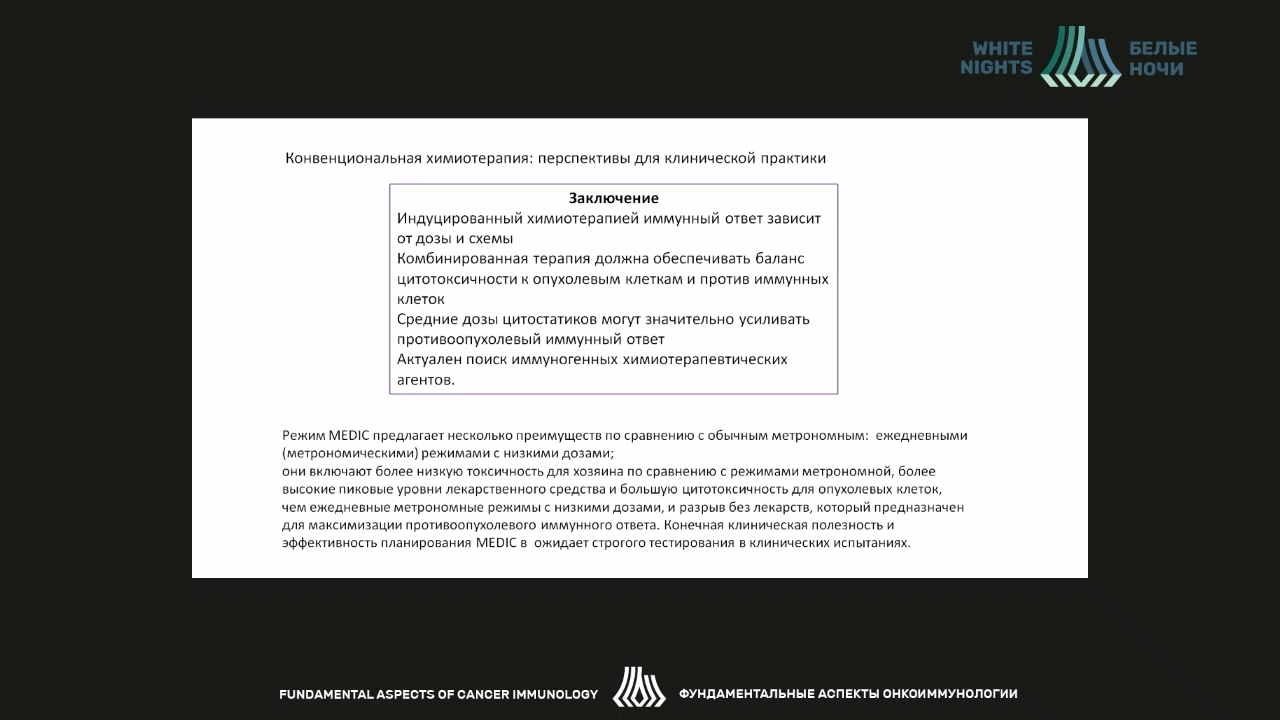 WHITE
NIGHTS
БЕЛЫЕ
НОЧИ
Конвенциональная химиотерапия: перспективы для клинической практики
Заключение
Индуцированный химиотерапией иммунный ответ зависит
от дозы и схемы
Комбинированная терапия должна обеспечивать баланс
цитотоксичности к опухолевым клеткам и против иммунных
клеток
Средние дозы цитостатиков могут значительно усиливать
противоопухолевый иммунный ответ
Актуален поиск иммуногенных химиотерапевтических
агентов.
Режим MEDIC предлагает несколько преимуществ по сравнению с обычным метрономным: ежедневными
(метрономическими) режимами с низкими дозами;
они включают более низкую токсичность для хозяина по сравнению с режимами метрономной, более
высокие пиковые уровни лекарственного средства и большую цитотоксичность для опухолевых клеток,
чем ежедневные метрономные режимы с низкими дозами, и разрыв без лекарств, который предназначен
для максимизации противоопухолевого иммунного ответа. Конечная клиническая полезность и
эффективность планирования MEDIC в ожидает строгого тестирования в клинических испытаниях.
FUNDAMENTAL ASPECTS OF CANCER IMMUNOLOGY
ФУНДАМЕНТАЛЬНЫЕ АСПЕКТЫ ОНКОИММУНОЛОГИИ